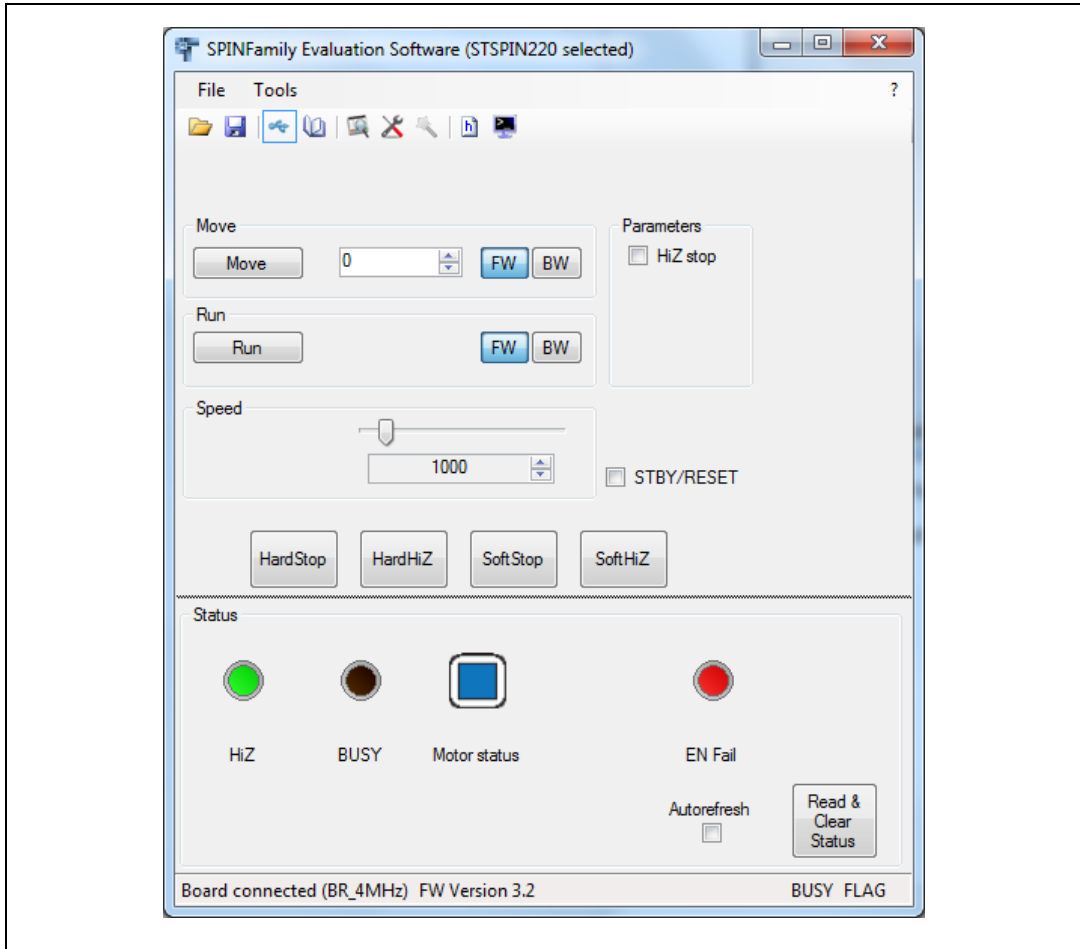 SPINFamily Evaluation Software (STSPIN220 selected)
File Tools ?
h
Move
Move 0 FW BW
Parameters
HiZ stop
Run
Run FW BW
Speed
1000
STBY/RESET
HardStop HardHiZ SoftStop SoftHiZ
Status
HiZ BUSY Motor status EN Fail
Autorefresh
Read &
Clear
Status
Board connected (BR_4MHz) FW Version 3.2 BUSY FLAG